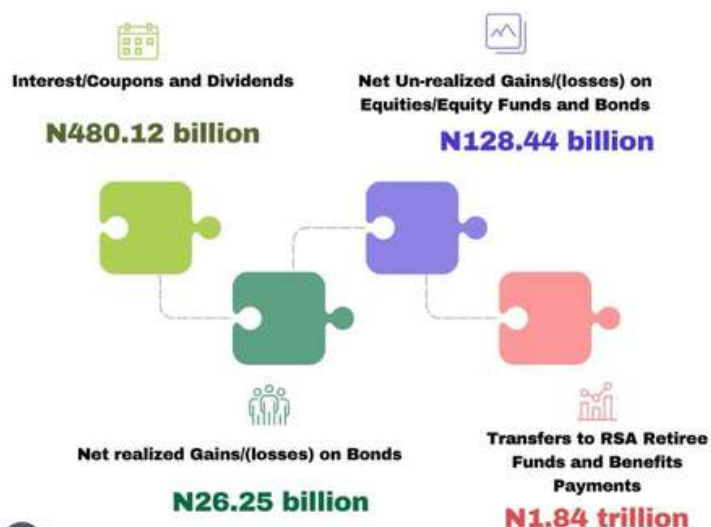 Interest/Coupons and Dividends
N480.12 billion
Net Un-realized Gains/(losses) on
Equities/Equity Funds and Bonds
N128.44 billion
Net realized Gains/(losses) on Bonds
N26.25 billion
Transfers to RSA Retiree
Funds and Benefits
Payments
N1.84 trillion